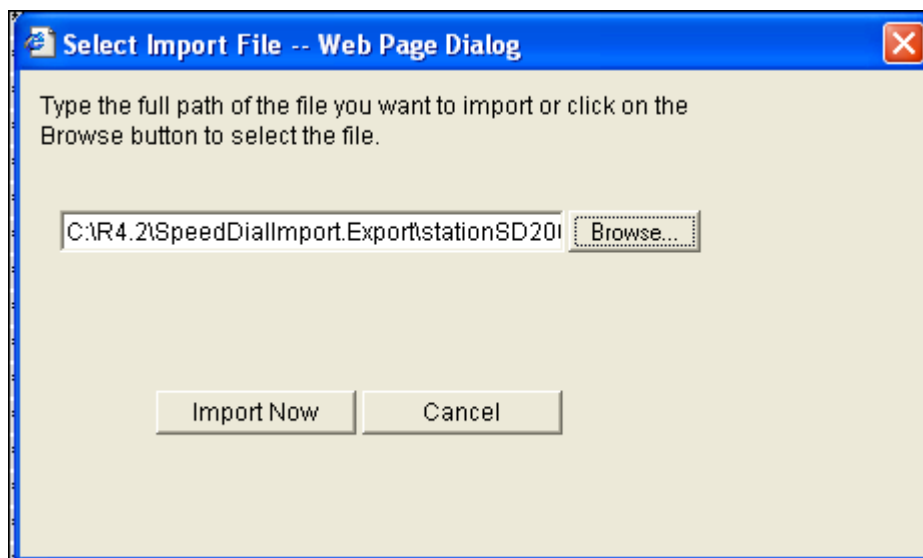 Select Import File -- Web Page Dialog
Type the full path of the file you want to import or click on the
Browse button to select the file.
C:\R4.2\SpeedDialImport.Export\stationSD20 Browse...
Import Now Cancel